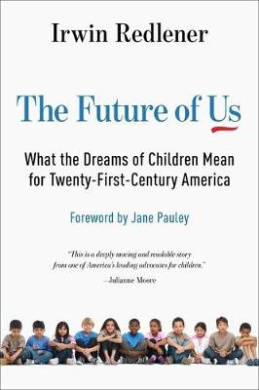 Irwin Redlener
The Future of Us
What the Dreams of Children Mean
for Twenty-First-Century America
Foreword by Jane Pauley
"This is a deeply moving and readable story
from one of America's leading advocates for children."
—Julianne Moore